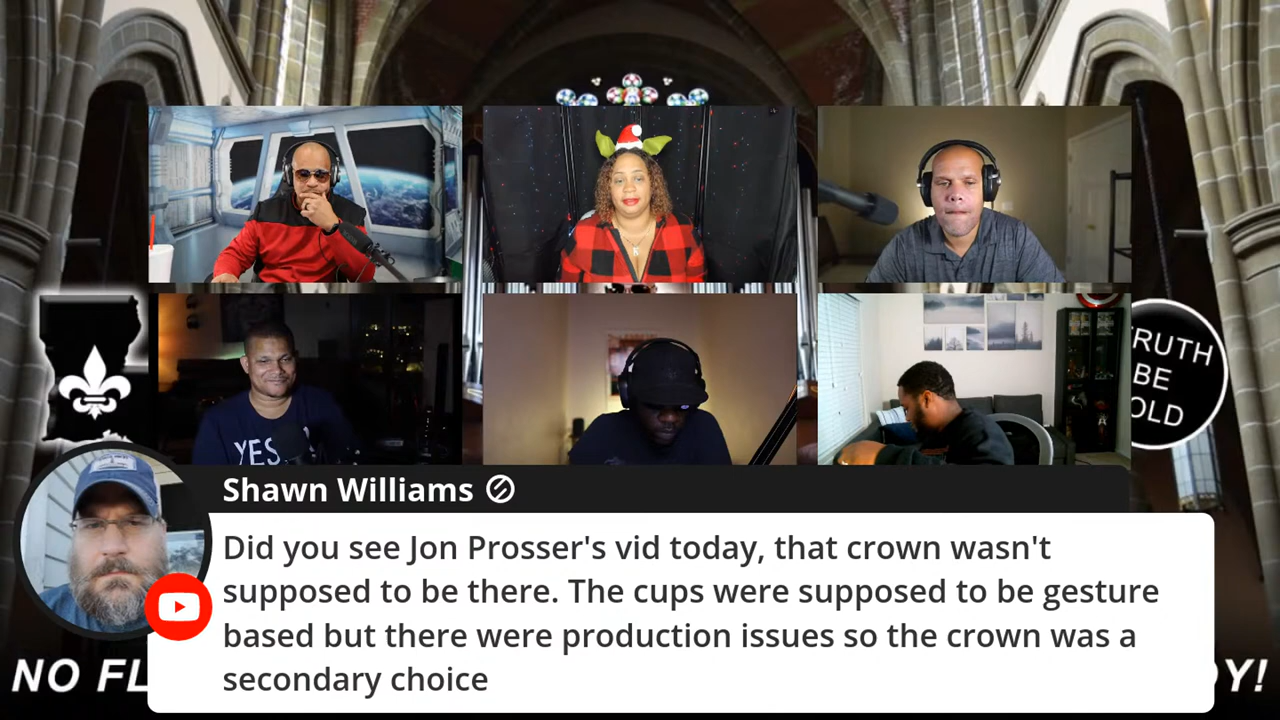 YES
RUTH
BE
OLD
Shawn Williams
Did you see Jon Prosser's vid today, that crown wasn't
supposed to be there. The cups were supposed to be gesture
based but there were production issues so the crown was a
secondary choice
NO FL
DY!